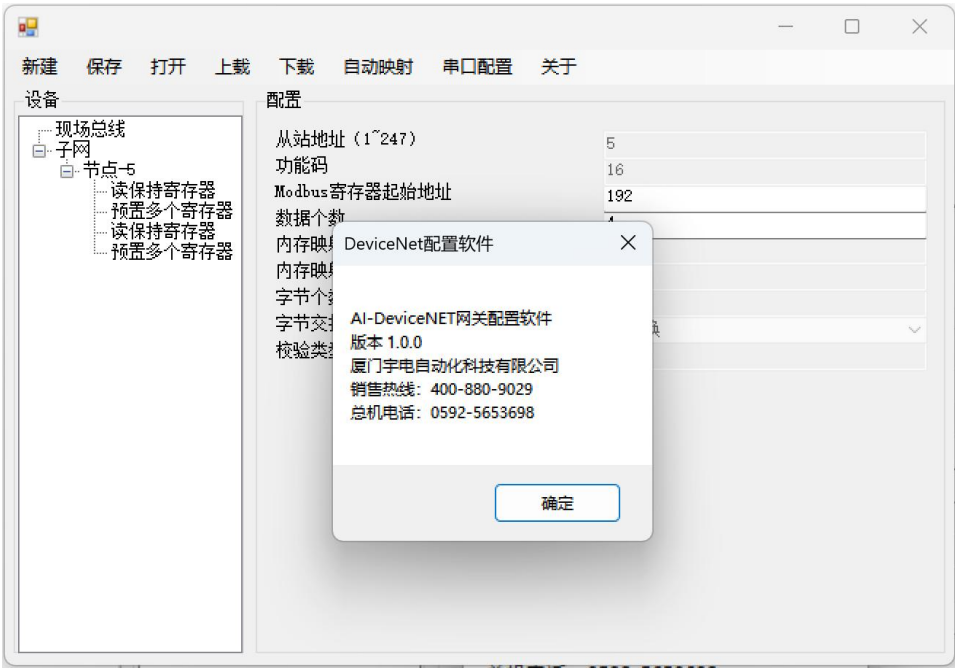 新建 保存 打开 上载 下载 自动映射 串口配置 关于
设备
配置
现场总线
子网
节点-5
读保持寄存器
预置多个寄存器
读保持寄存器
预置多个寄存器
从站地址（1~247） 5
功能码 16
Modbus寄存器起始地址 192
数据个数
内存映
内存映
字节个
字节交
校验类
DeviceNet配置软件
AI-DeviceNET网关配置软件
版本 1.0.0
厦门宇电自动化科技有限公司
销售热线：400-880-9029
总机电话：0592-5653698
确定